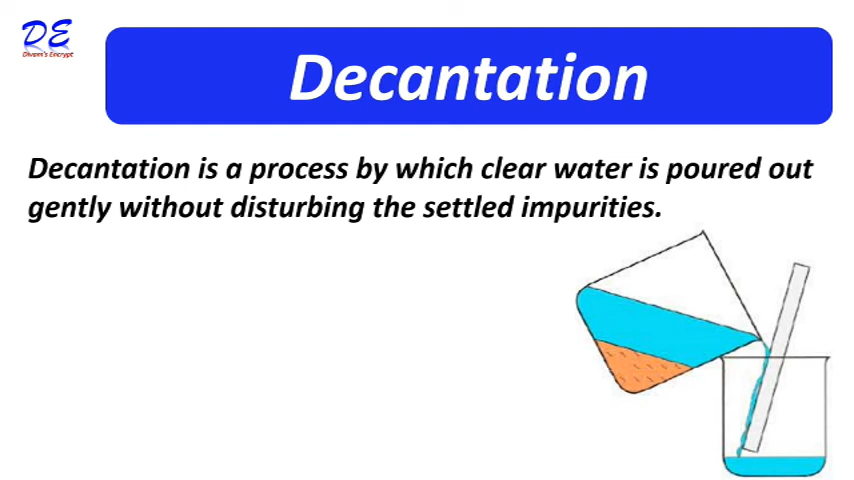 DE
Divam's Encrypt
Decantation
Decantation is a process by which clear water is poured out
gently without disturbing the settled impurities.